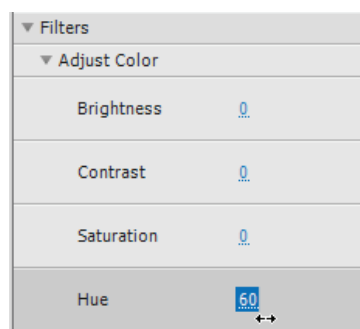 Filters
Adjust Color
Brightness 0
Contrast 0
Saturation 0
Hue 60